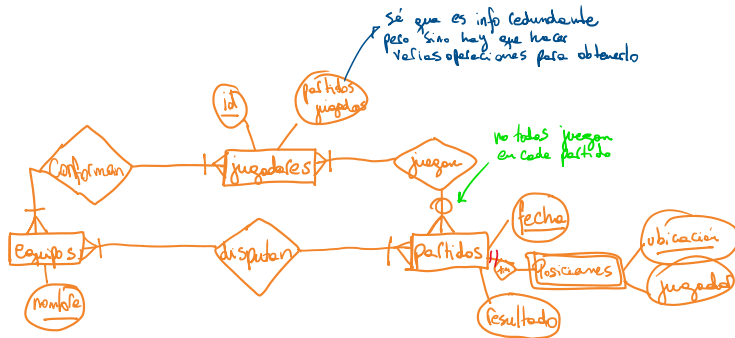 sé que es info redundante
pero sino hay que hacer
varias operaciones para obtenerlo
partidos
jugados
id
no todos juegan
en cada partido
Conforman
jugadores
juegan
fecha
equipos
disputan
partidos
Posiciones
ubicación
jugador
nombre
resultado